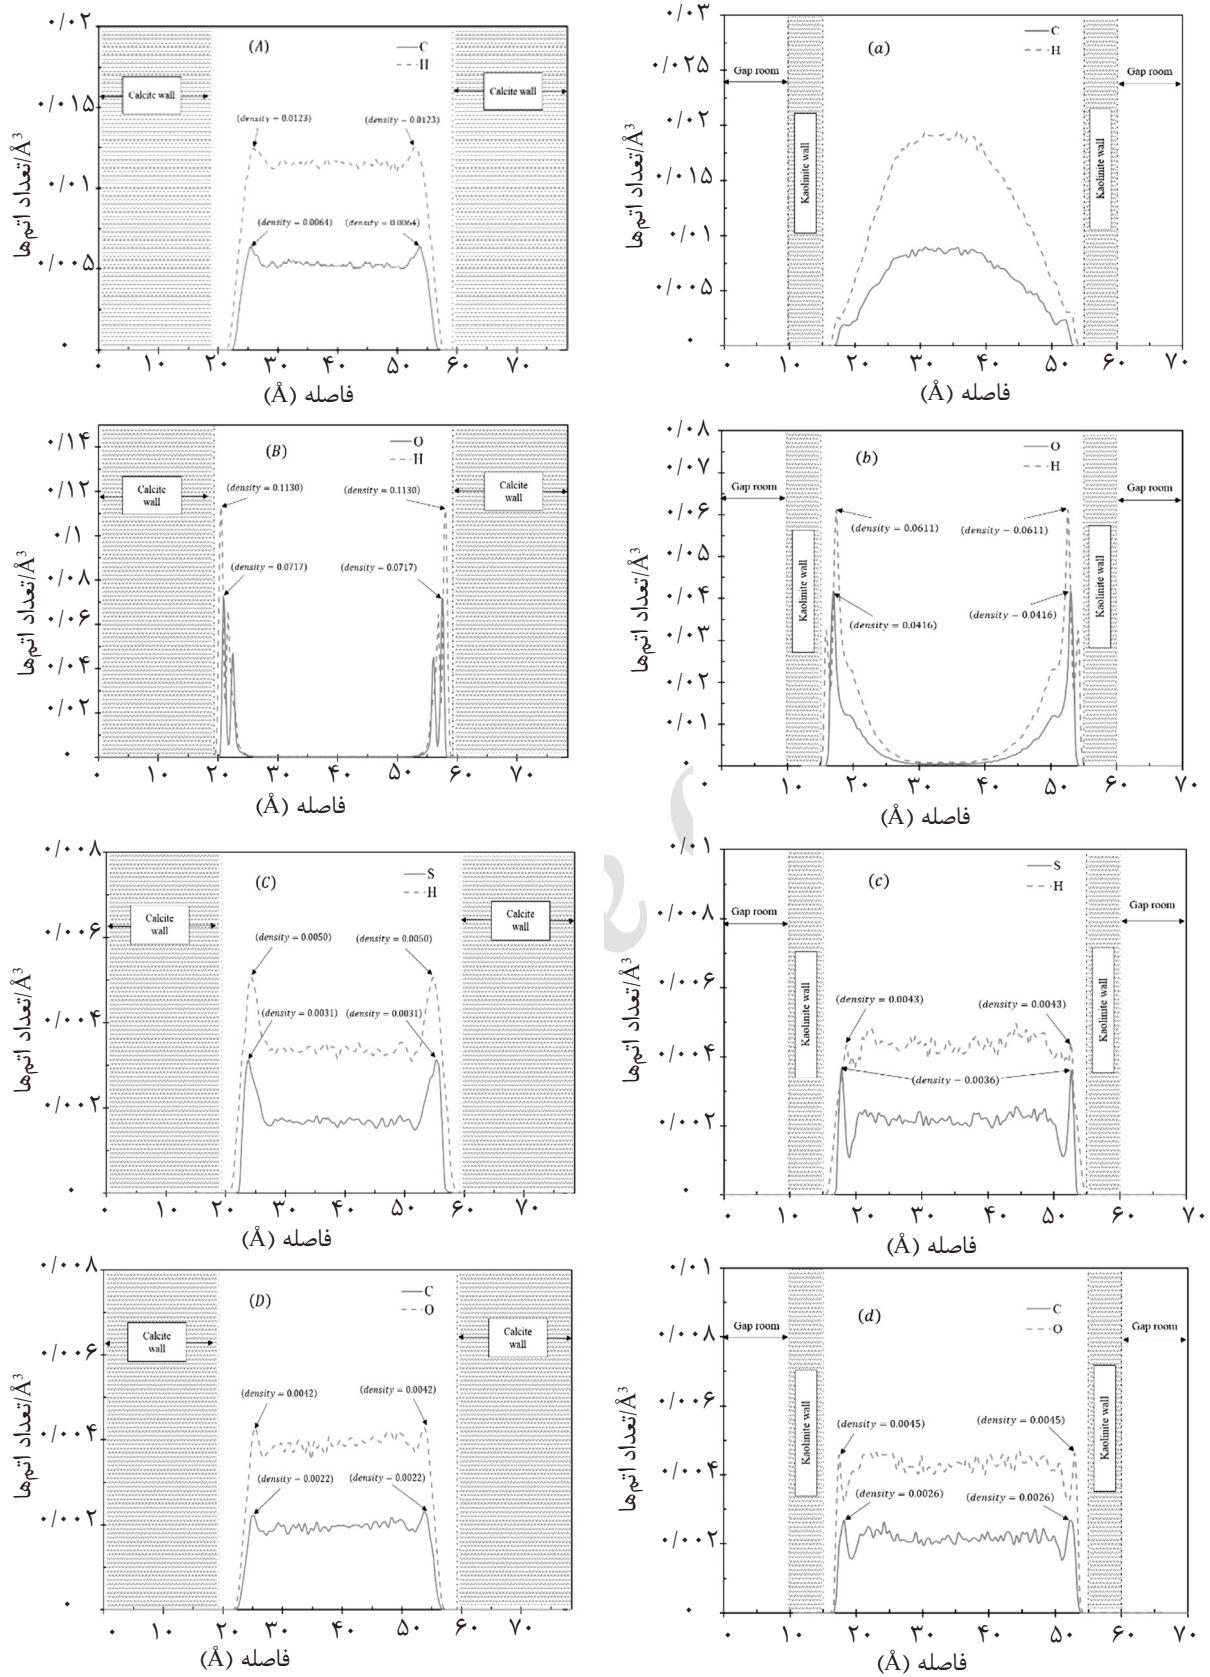 (A)
C
H
Calcite wall
Calcite wall
(density = 0.0123)
(density = 0.0123)
(density = 0.0064)
(density = 0.0064)
۰/۰۲
۰/۰۱۵
۰/۰۱
۰/۰۰۵
۰
تعداد اتم‌ها/Å³
۰ ۱۰ ۲۰ ۳۰ ۴۰ ۵۰ ۶۰ ۷۰
فاصله (Å)
(a)
C
H
Gap room
Gap room
Kaolinite wall
Kaolinite wall
۰/۰۳
۰/۰۲۵
۰/۰۲
۰/۰۱۵
۰/۰۱
۰/۰۰۵
۰
تعداد اتم‌ها/Å³
۰ ۱۰ ۲۰ ۳۰ ۴۰ ۵۰ ۶۰ ۷۰
فاصله (Å)
(B)
O
H
Calcite
wall
Calcite
wall
(density = 0.1130)
(density = 0.1130)
(density = 0.0717)
(density = 0.0717)
۰/۱۴
۰/۱۲
۰/۱
۰/۰۸
۰/۰۶
۰/۰۴
۰/۰۲
۰
تعداد اتم‌ها/Å³
۰ ۱۰ ۲۰ ۳۰ ۴۰ ۵۰ ۶۰ ۷۰
فاصله (Å)
(b)
O
H
Gap room
Gap room
Kaolinite wall
Kaolinite wall
(density = 0.0611)
(density = 0.0611)
(density = 0.0416)
(density = 0.0416)
۰/۰۸
۰/۰۷
۰/۰۶
۰/۰۵
۰/۰۴
۰/۰۳
۰/۰۲
۰/۰۱
۰
تعداد اتم‌ها/Å³
۰ ۱۰ ۲۰ ۳۰ ۴۰ ۵۰ ۶۰ ۷۰
فاصله (Å)
(C)
S
H
Calcite
wall
Calcite
wall
(density = 0.0050)
(density = 0.0050)
(density = 0.0031)
(density = 0.0031)
۰/۰۰۸
۰/۰۰۶
۰/۰۰۴
۰/۰۰۲
۰
تعداد اتم‌ها/Å³
۰ ۱۰ ۲۰ ۳۰ ۴۰ ۵۰ ۶۰ ۷۰
فاصله (Å)
(c)
S
H
Gap room
Gap room
Kaolinite wall
Kaolinite wall
(density = 0.0043)
(density = 0.0043)
(density = 0.0036)
۰/۰۱
۰/۰۰۸
۰/۰۰۶
۰/۰۰۴
۰/۰۰۲
۰
تعداد اتم‌ها/Å³
۰ ۱۰ ۲۰ ۳۰ ۴۰ ۵۰ ۶۰ ۷۰
فاصله (Å)
(D)
C
O
Calcite
wall
Calcite
wall
(density = 0.0042)
(density = 0.0042)
(density = 0.0022)
(density = 0.0022)
۰/۰۰۸
۰/۰۰۶
۰/۰۰۴
۰/۰۰۲
۰
تعداد اتم‌ها/Å³
۰ ۱۰ ۲۰ ۳۰ ۴۰ ۵۰ ۶۰ ۷۰
فاصله (Å)
(d)
C
O
Gap room
Gap room
Kaolinite wall
Kaolinite wall
(density = 0.0045)
(density = 0.0045)
(density = 0.0026)
(density = 0.0026)
۰/۰۱
۰/۰۰۸
۰/۰۰۶
۰/۰۰۴
۰/۰۰۲
۰
تعداد اتم‌ها/Å³
۰ ۱۰ ۲۰ ۳۰ ۴۰ ۵۰ ۶۰ ۷۰
فاصله (Å)